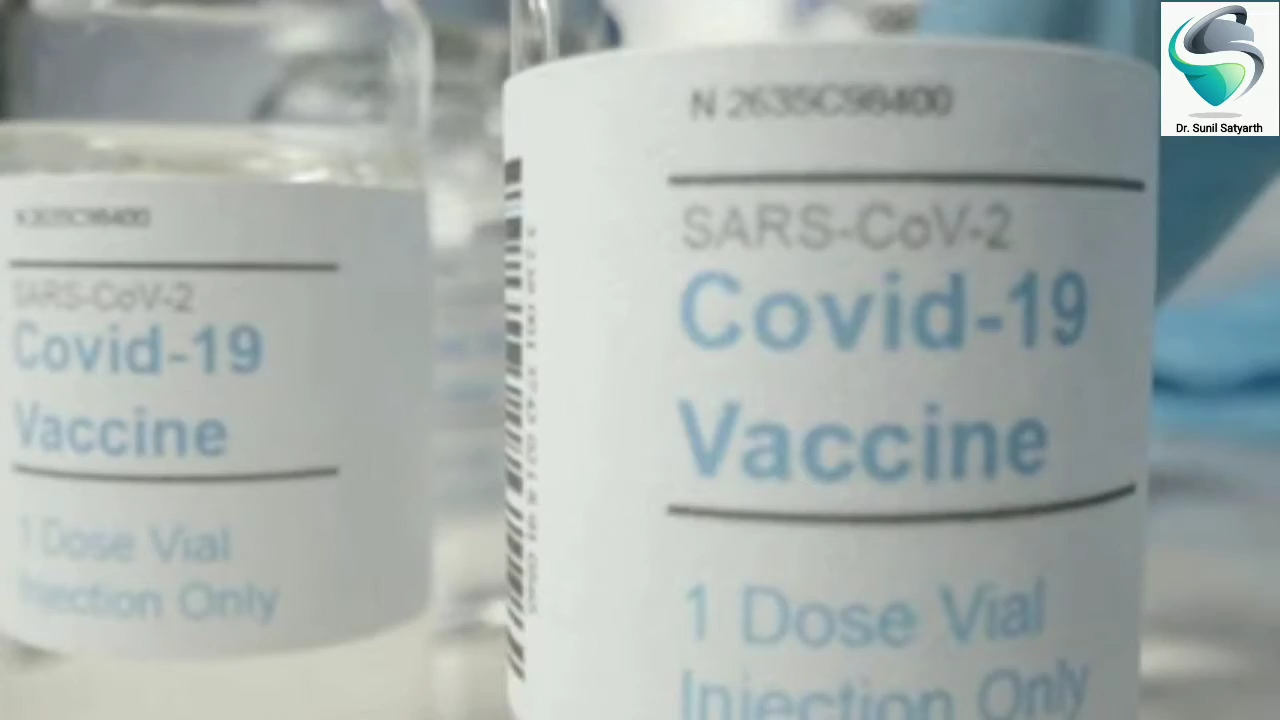 Dr. Sunil Satyarth
N 2635C98400
SARS-CoV-2
Covid-19
Vaccine
1 Dose Vial
Injection Only
SARS-CoV-2
Covid-19
Vaccine
1 Dose Vial
Injection Only